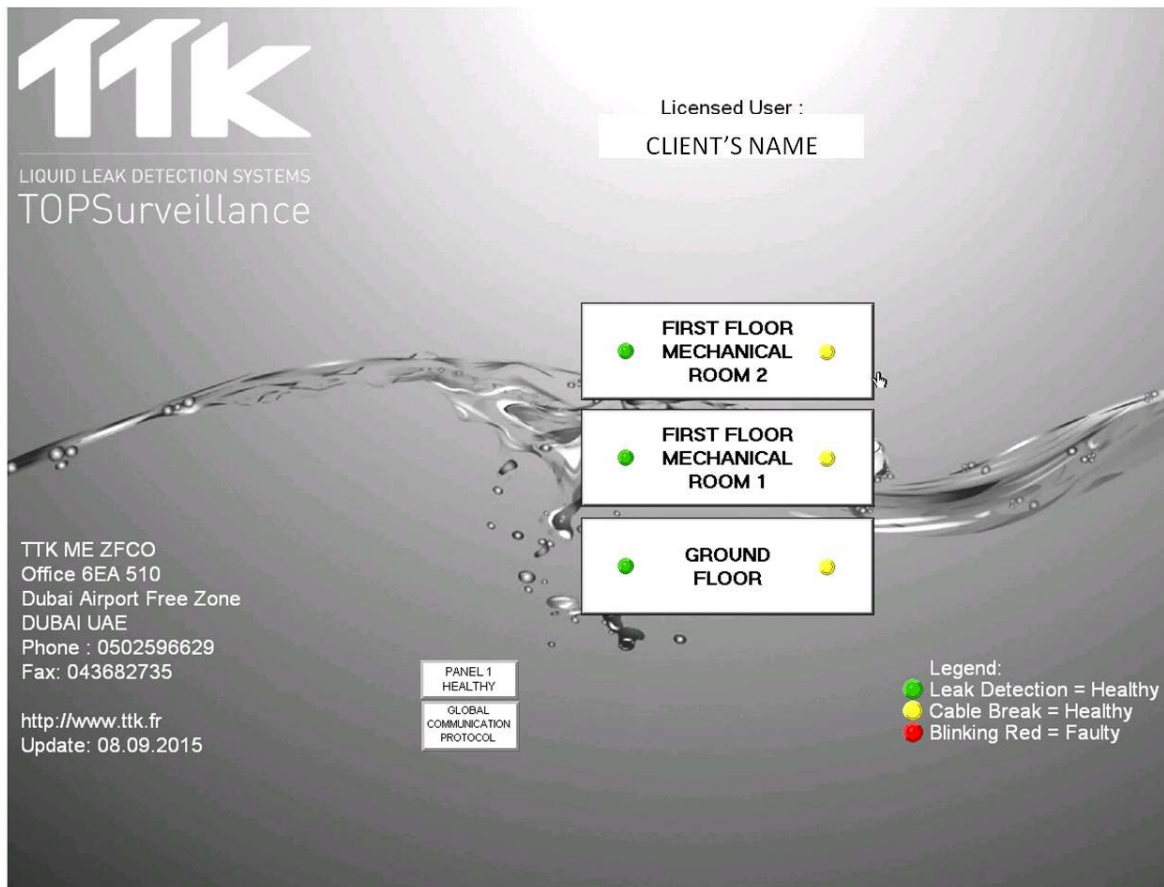 TTK
LIQUID LEAK DETECTION SYSTEMS
TOPSurveillance
Licensed User :
CLIENT'S NAME
FIRST FLOOR
MECHANICAL
ROOM 2
FIRST FLOOR
MECHANICAL
ROOM 1
GROUND
FLOOR
TTK ME ZFCO
Office 6EA 510
Dubai Airport Free Zone
DUBAI UAE
Phone : 0502596629
Fax: 043682735
http://www.ttk.fr
Update: 08.09.2015
PANEL 1
HEALTHY
GLOBAL
COMMUNICATION
PROTOCOL
Legend:
Leak Detection = Healthy
Cable Break = Healthy
Blinking Red = Faulty